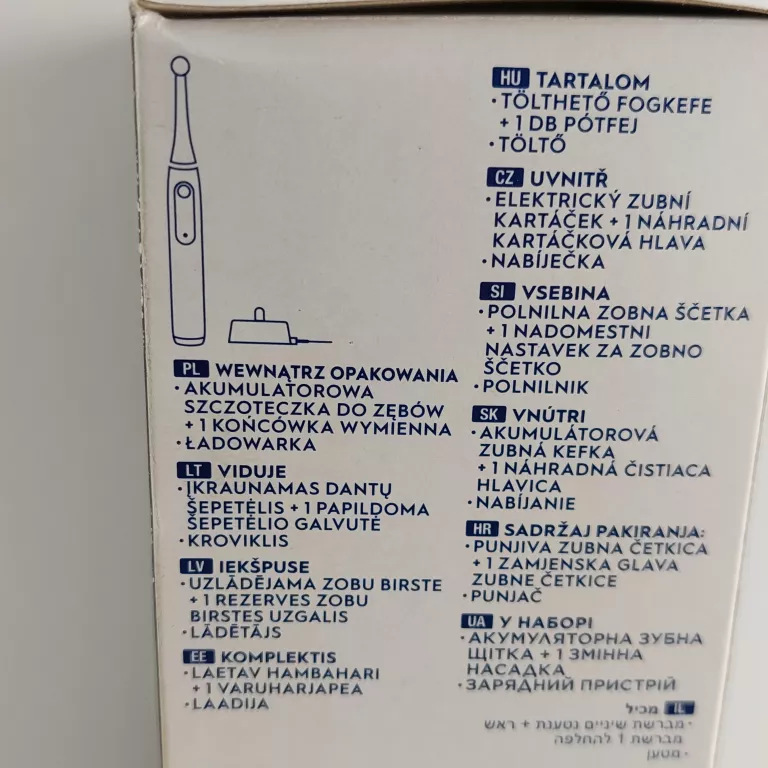 PL WEWNĄTRZ OPAKOWANIA
• AKUMULATOROWA
SZCZOTECZKA DO ZĘBÓW
+ 1 KOŃCÓWKA WYMIENNA
• ŁADOWARKA
LT VIDUJE
• ĮKRAUNAMAS DANTŲ
ŠEPETĖLIS + 1 PAPILDOMA
ŠEPETĖLIO GALVUTĖ
• KROVIKLIS
LV IEKŠPUSE
• UZLĀDĒJAMA ZOBU BIRSTE
+ 1 REZERVES ZOBU
BIRSTES UZGALIS
• LĀDĒTĀJS
EE KOMPLEKTIS
• LAETAV HAMBAHARI
+ 1 VARUHARJAPEA
• LAADIJA
HU TARTALOM
• TÖLTHETŐ FOGKEFE
+ 1 DB PÓTFEJ
• TÖLTŐ
CZ UVNITŘ
• ELEKTRICKÝ ZUBNÍ
KARTÁČEK + 1 NÁHRADNÍ
KARTÁČKOVÁ HLAVA
• NABÍJEČKA
SI VSEBINA
• POLNILNA ZOBNA ŠČETKA
+ 1 NADOMESTNI
NASTAVEK ZA ZOBNO
ŠČETKO
• POLNILNIK
SK VNÚTRI
• AKUMULÁTOROVÁ
ZUBNÁ KEFKA
+ 1 NÁHRADNÁ ČISTIACA
HLAVICA
• NABÍJANIE
HR SADRŽAJ PAKIRANJA:
• PUNJIVA ZUBNA ČETKICA
+ 1 ZAMJENSKA GLAVA
ZUBNE ČETKICE
• PUNJAČ
UA У НАБОРІ
• АКУМУЛЯТОРНА ЗУБНА
ЩІТКА + 1 ЗМІННА
НАСАДКА
• ЗАРЯДНИЙ ПРИСТРІЙ
IL מכיל
• מברשת שיניים נטענת + ראש
מברשת 1 להחלפה
• מטען